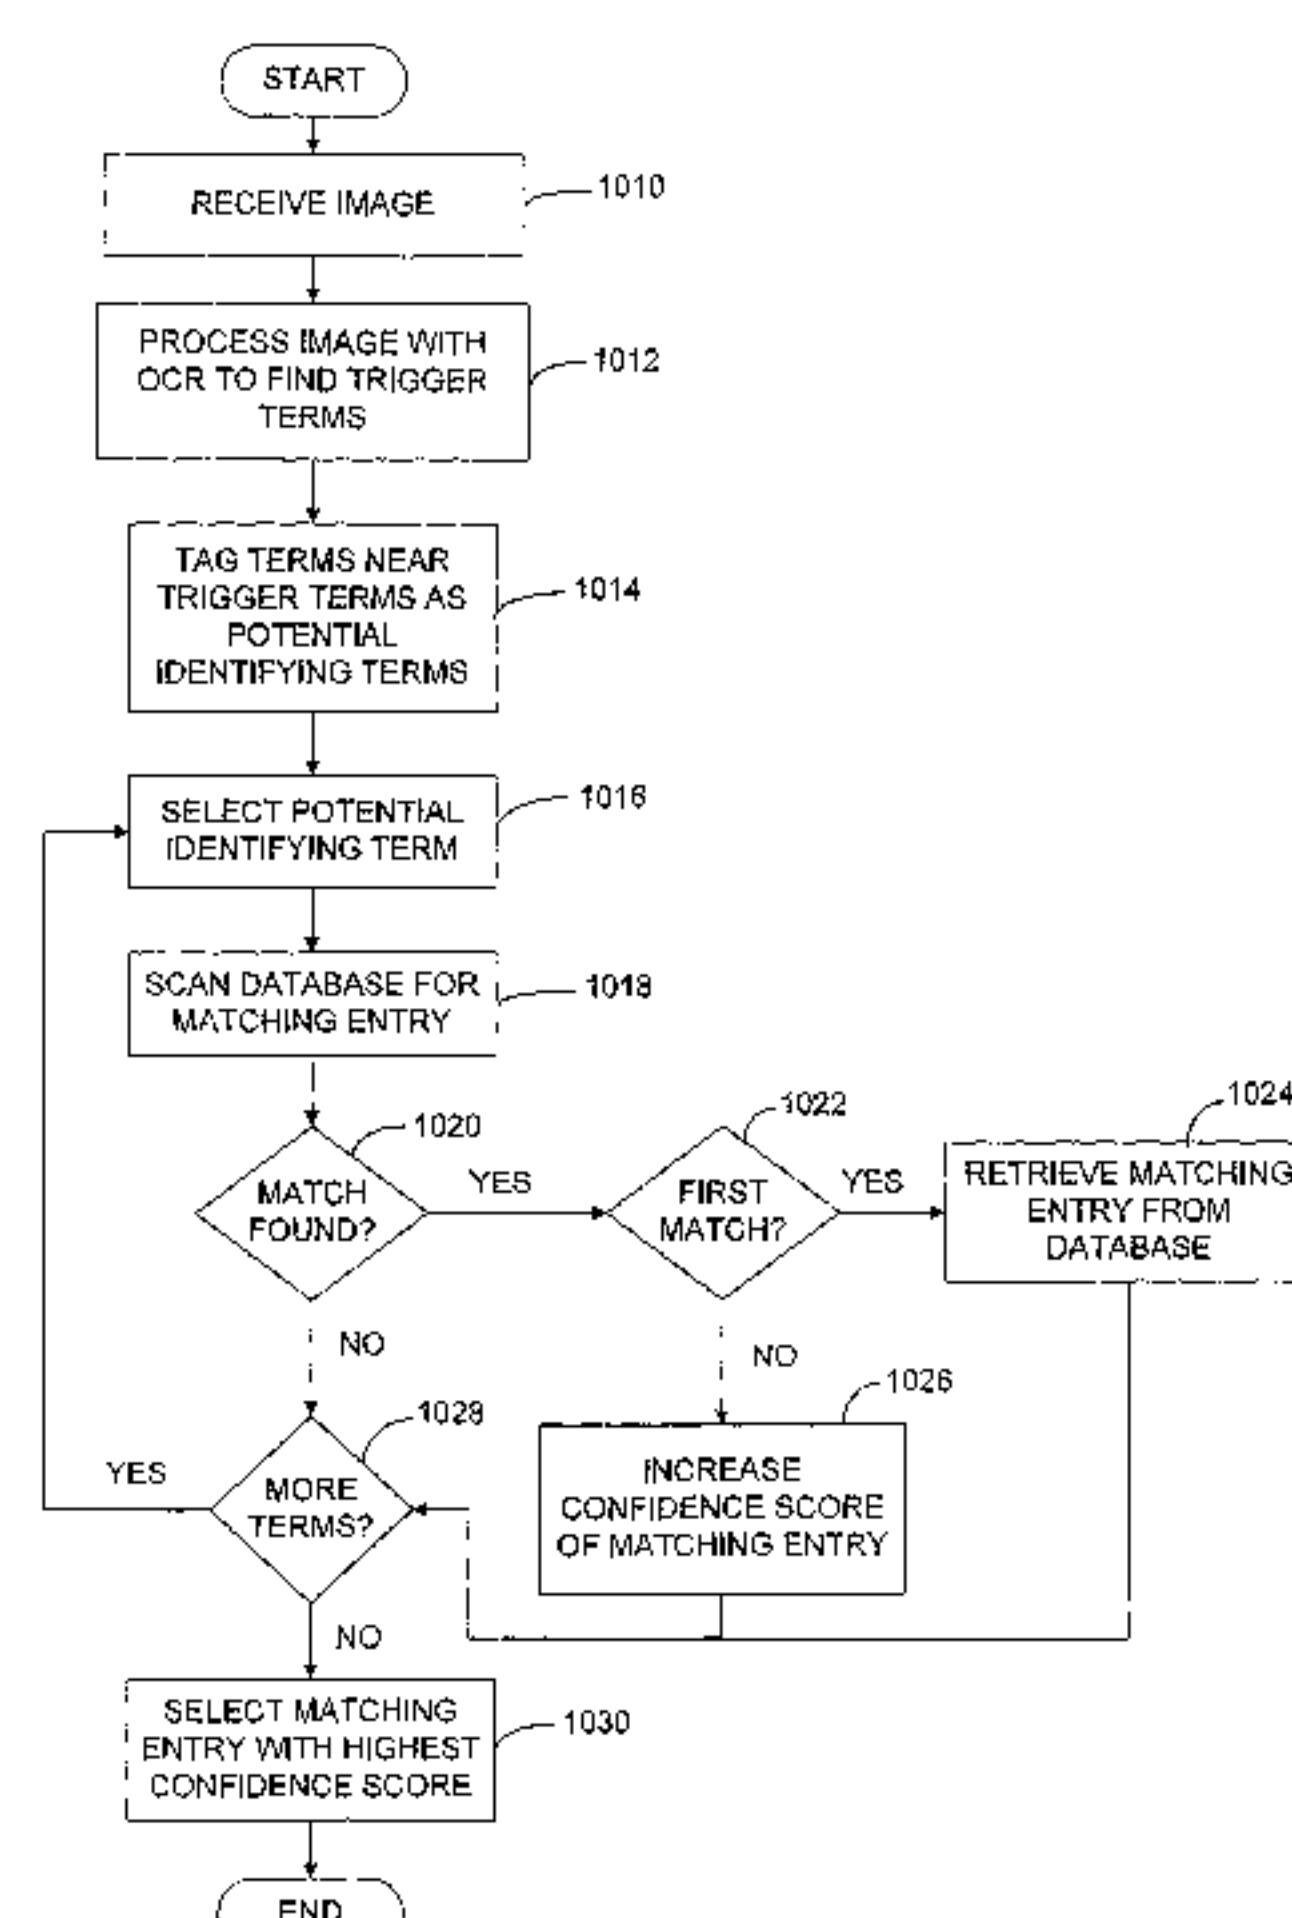 START
RECEIVE IMAGE
1010
PROCESS IMAGE WITH
OCR TO FIND TRIGGER
TERMS
1012
TAG TERMS NEAR
TRIGGER TERMS AS
POTENTIAL
IDENTIFYING TERMS
1014
SELECT POTENTIAL
IDENTIFYING TERM
1016
SCAN DATABASE FOR
MATCHING ENTRY
1018
MATCH
FOUND?
1020
YES
FIRST
MATCH?
1022
YES
RETRIEVE MATCHING
ENTRY FROM
DATABASE
1024
NO
NO
MORE
TERMS?
1028
YES
INCREASE
CONFIDENCE SCORE
OF MATCHING ENTRY
1026
NO
SELECT MATCHING
ENTRY WITH HIGHEST
CONFIDENCE SCORE
1030
END